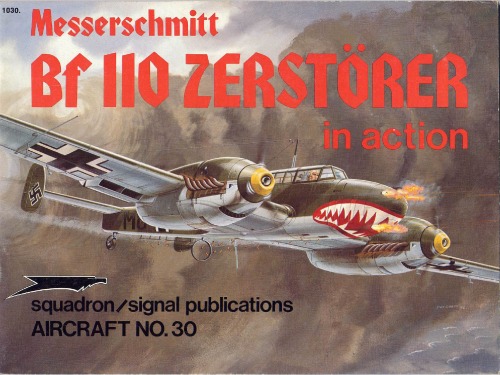 1030.
Messerschmitt
Bf 110 ZERSTÖRER
in action
squadron/signal publications
AIRCRAFT NO. 30